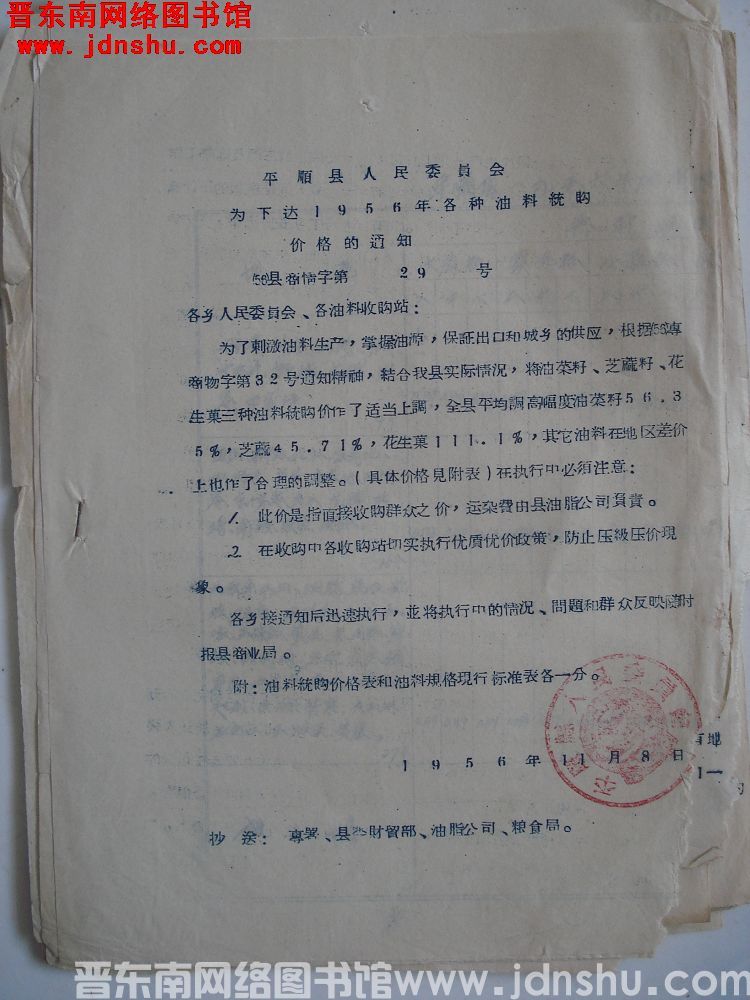 晋东南网络图书馆
www.jdnshu.com
平顺县人民委員会
为下达1956年各种油料統购
价格的通知
56县商情字第 29 号
各乡人民委員会、各油料收购站：
为了刺激油料生产，掌握油源，保証出口和城乡的供应，根据56專
商物字第32号通知精神，結合我县实际情况，将油菜籽、芝蔴籽、花
生菓三种油料統购价作了适当上調，全县平均調高幅度油菜籽56.3
5%，芝蔴45.71%，花生菓111.1%，其它油料在地区差价
上也作了合理的調整。（具体价格見附表）在执行中必須注意：
1. 此价是指直接收购群众之价，运杂費由县油脂公司負責。
2. 在收购中各收购站切实执行优质优价政策，防止压級压价現
象。
各乡接通知后迅速执行，並将执行中的情况、問題和群众反映随时
报县商业局。
附：油料統购价格表和油料規格現行标准表各一分。
1956年11月8日
抄送：專署、县委財貿部、油脂公司、粮食局。
晋东南网络图书馆www.jdnshu.com